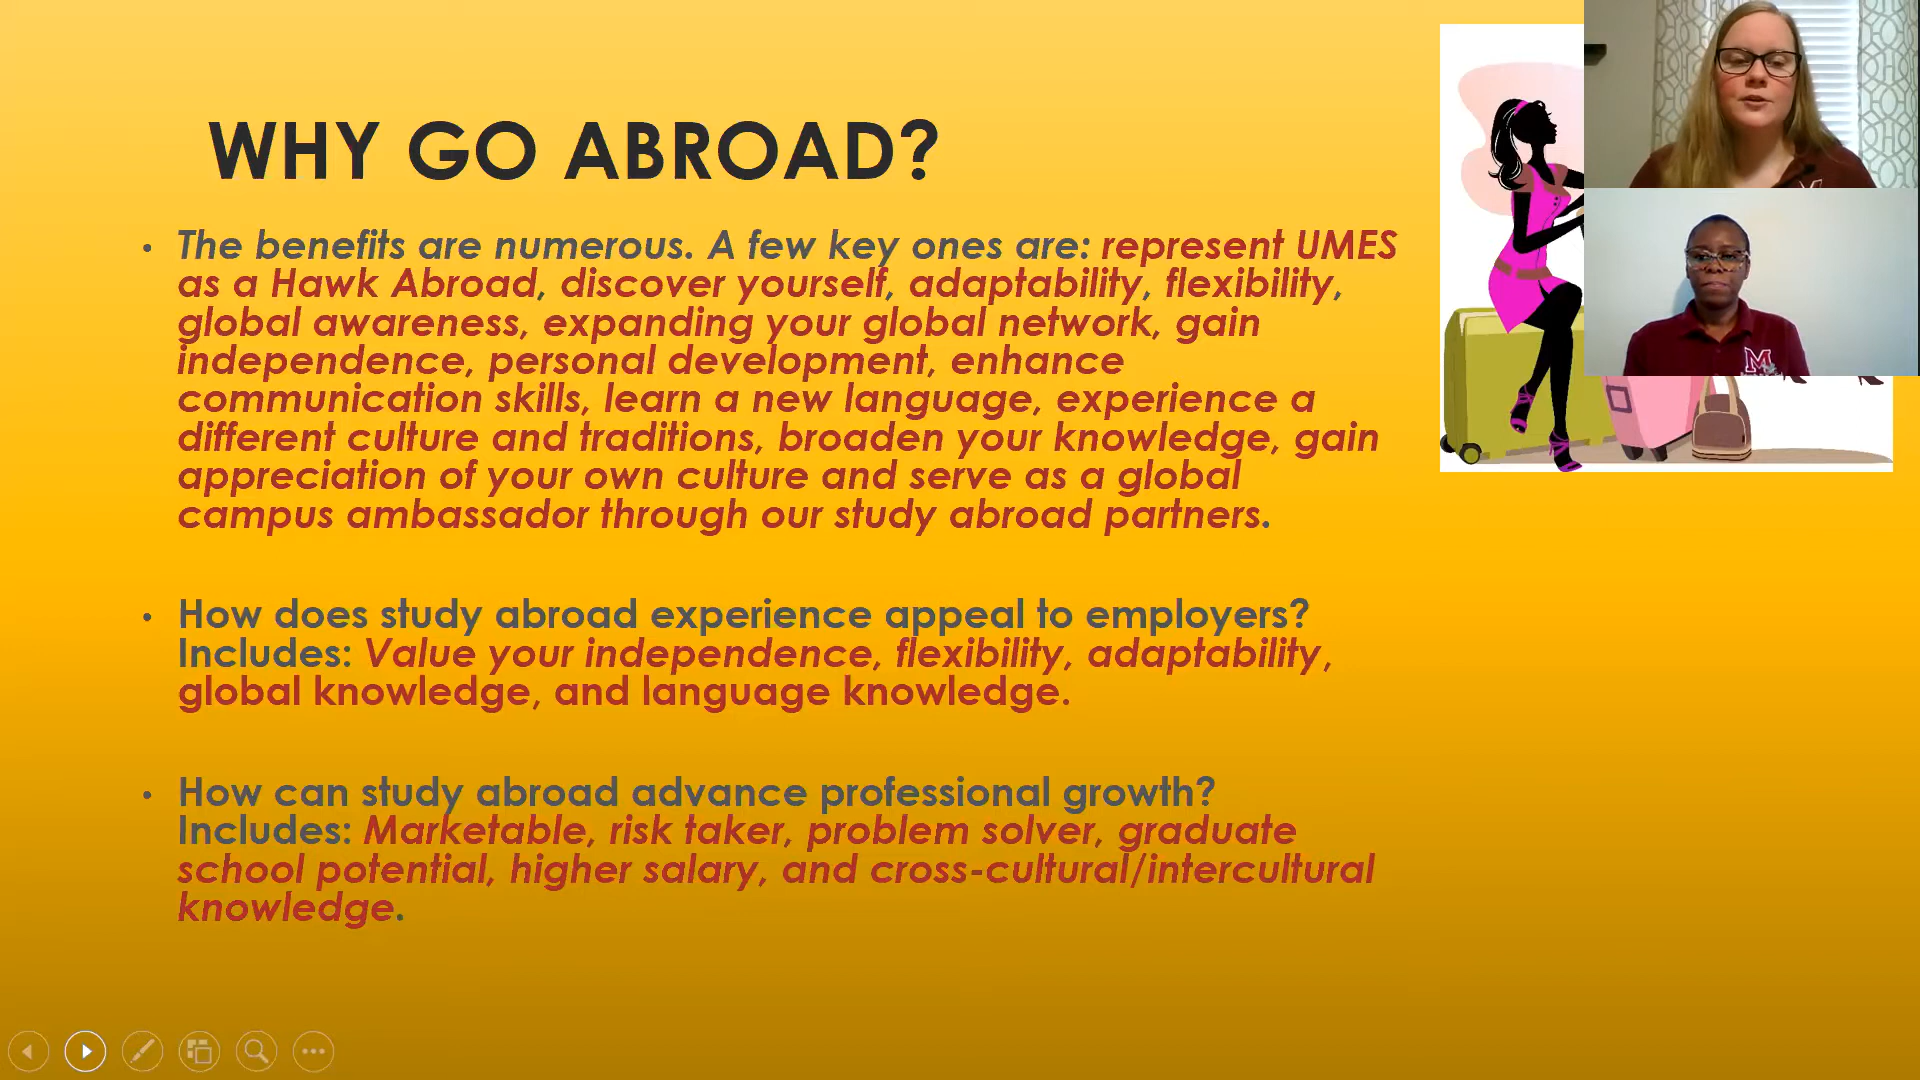 WHY GO ABROAD?
• The benefits are numerous. A few key ones are: represent UMES
as a Hawk Abroad, discover yourself, adaptability, flexibility,
global awareness, expanding your global network, gain
independence, personal development, enhance
communication skills, learn a new language, experience a
different culture and traditions, broaden your knowledge, gain
appreciation of your own culture and serve as a global
campus ambassador through our study abroad partners.
• How does study abroad experience appeal to employers?
Includes: Value your independence, flexibility, adaptability,
global knowledge, and language knowledge.
• How can study abroad advance professional growth?
Includes: Marketable, risk taker, problem solver, graduate
school potential, higher salary, and cross-cultural/intercultural
knowledge.
M